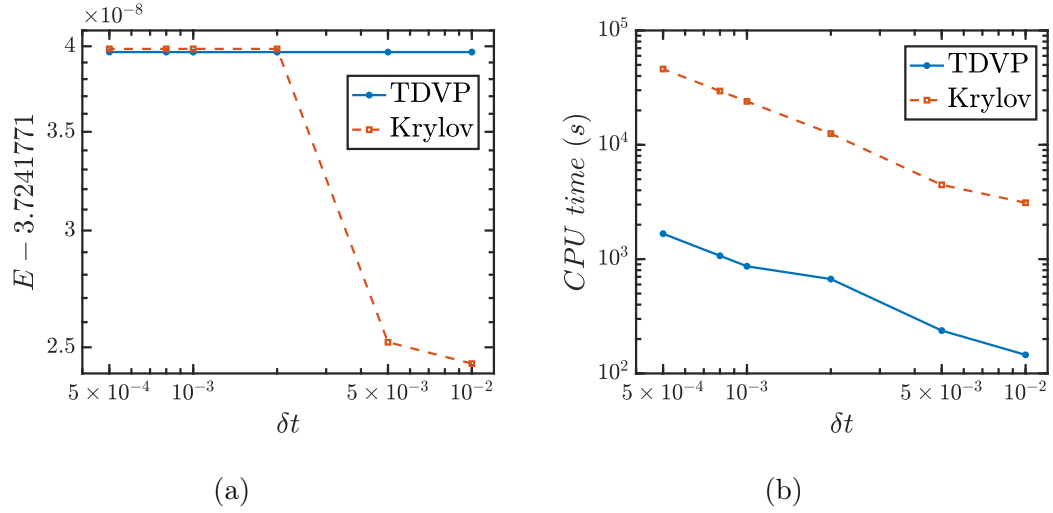 ×10⁻⁸
4
3.5
3
2.5
E − 3.7241771
TDVP
Krylov
5 × 10⁻⁴ 10⁻³ 5 × 10⁻³ 10⁻²
δt
(a)
10⁵
10⁴
10³
10²
CPU time (s)
TDVP
Krylov
5 × 10⁻⁴ 10⁻³ 5 × 10⁻³ 10⁻²
δt
(b)